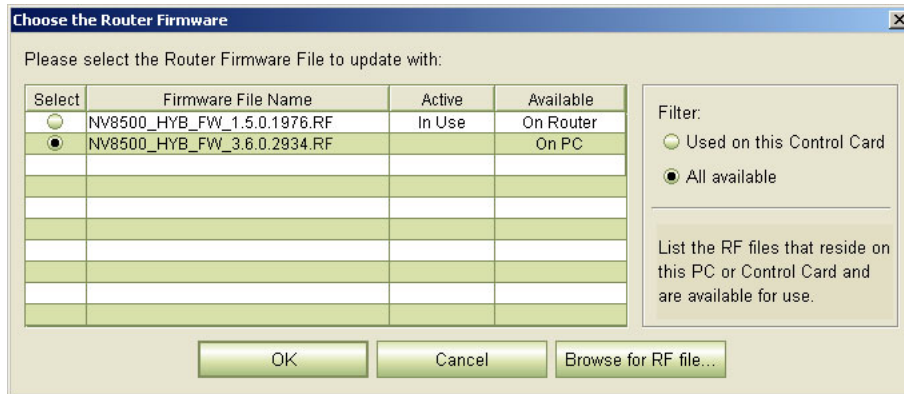 Choose the Router Firmware
Please select the Router Firmware File to update with:
Select Firmware File Name Active Available
NV8500_HYB_FW_1.5.0.1976.RF In Use On Router
NV8500_HYB_FW_3.6.0.2934.RF On PC
Filter:
Used on this Control Card
All available
List the RF files that reside on
this PC or Control Card and
are available for use.
OK Cancel Browse for RF file...